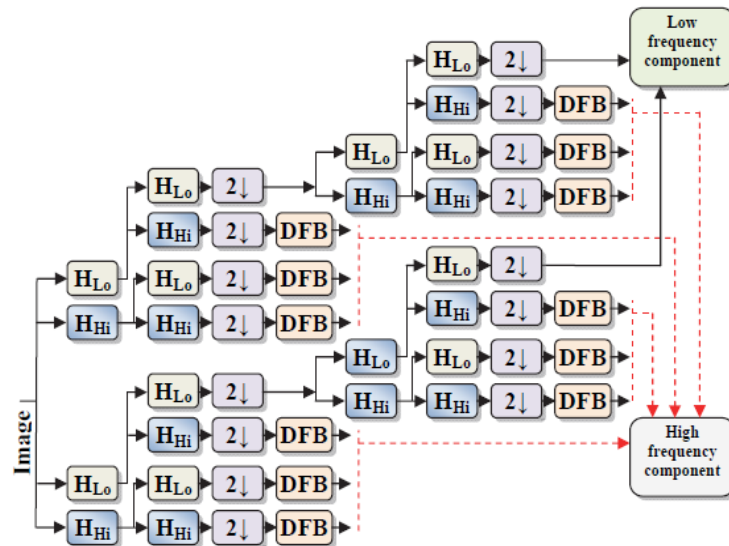 Low
frequency
component
H_Lo 2↓
H_Hi 2↓ DFB
H_Lo H_Lo 2↓ DFB
H_Lo 2↓ H_Hi H_Hi 2↓ DFB
H_Hi 2↓ DFB
H_Lo 2↓
H_Lo H_Lo 2↓ DFB
H_Hi 2↓ DFB
H_Hi H_Hi 2↓ DFB
H_Lo H_Lo 2↓ DFB
H_Lo 2↓ H_Hi H_Hi 2↓ DFB
H_Hi 2↓ DFB
H_Lo H_Lo 2↓ DFB
H_Hi H_Hi 2↓ DFB
Image
High
frequency
component